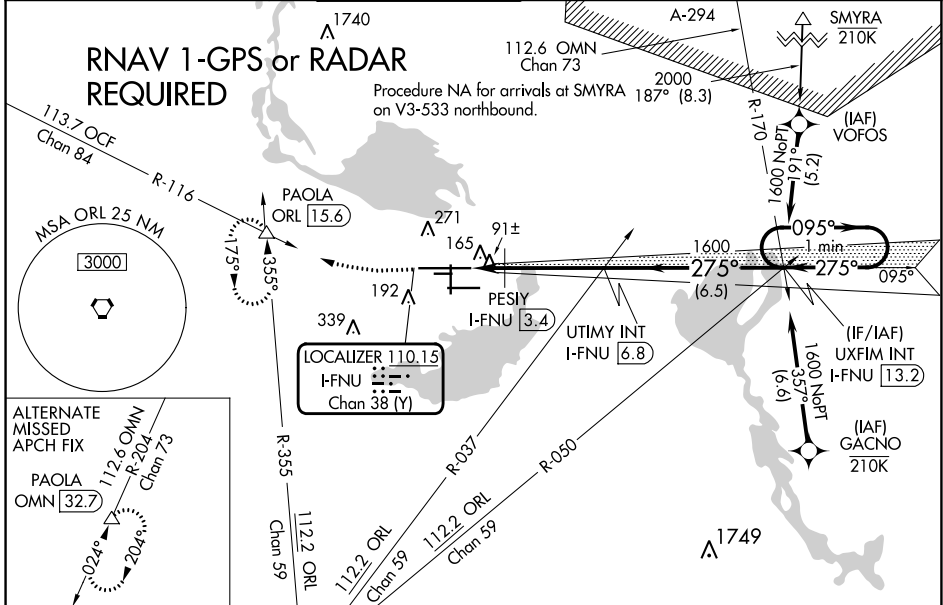 RNAV 1-GPS or RADAR
REQUIRED
1740
113.7 OCF
Chan 84
R-116
Procedure NA for arrivals at SMYRA
on V3-533 northbound.
112.6 OMN
Chan 73
A-294
R-170
2000
187° (8.3)
SMYRA
210K
(IAF)
VOFOS
1600 NoPT
191°
(5.2)
MSA ORL 25 NM
3000
PAOLA
ORL 15.6
175°
355°
271
165
91±
192
339
1600
275°
(6.5)
095°
1 min
275°
095°
PESIY
I-FNU 3.4
UTIMY INT
I-FNU 6.8
(IF/IAF)
UXFIM INT
I-FNU 13.2
LOCALIZER 110.15
I-FNU
Chan 38 (Y)
1600 NoPT
357°
(6.6)
(IAF)
GACNO
210K
R-355
112.2 ORL
Chan 59
R-037
112.2 ORL
Chan 59
R-050
112.2 ORL
Chan 59
1749
ALTERNATE
MISSED
APCH FIX
112.6 OMN
R-204
Chan 73
PAOLA
OMN 32.7
024°
204°